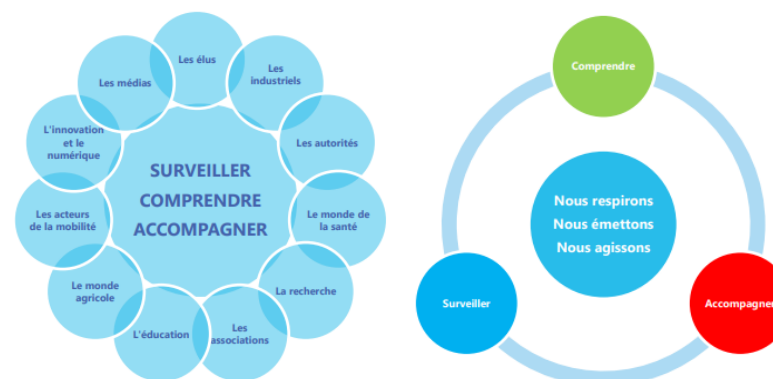 Les élus
Les
industriels
Les autorités
Le monde de
la santé
La recherche
Les
associations
L'éducation
Le monde
agricole
Les acteurs
de la mobilité
L'innovation
et le
numérique
Les médias
SURVEILLER
COMPRENDRE
ACCOMPAGNER
Comprendre
Nous respirons
Nous émettons
Nous agissons
Surveiller
Accompagner